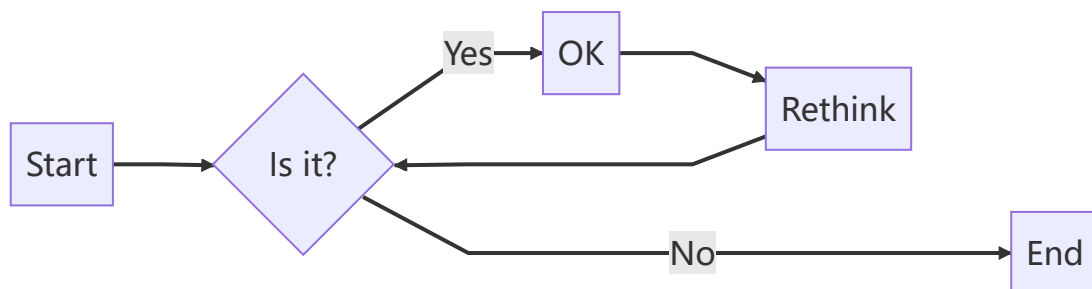 Start
Is it?
Yes
OK
Rethink
No
End